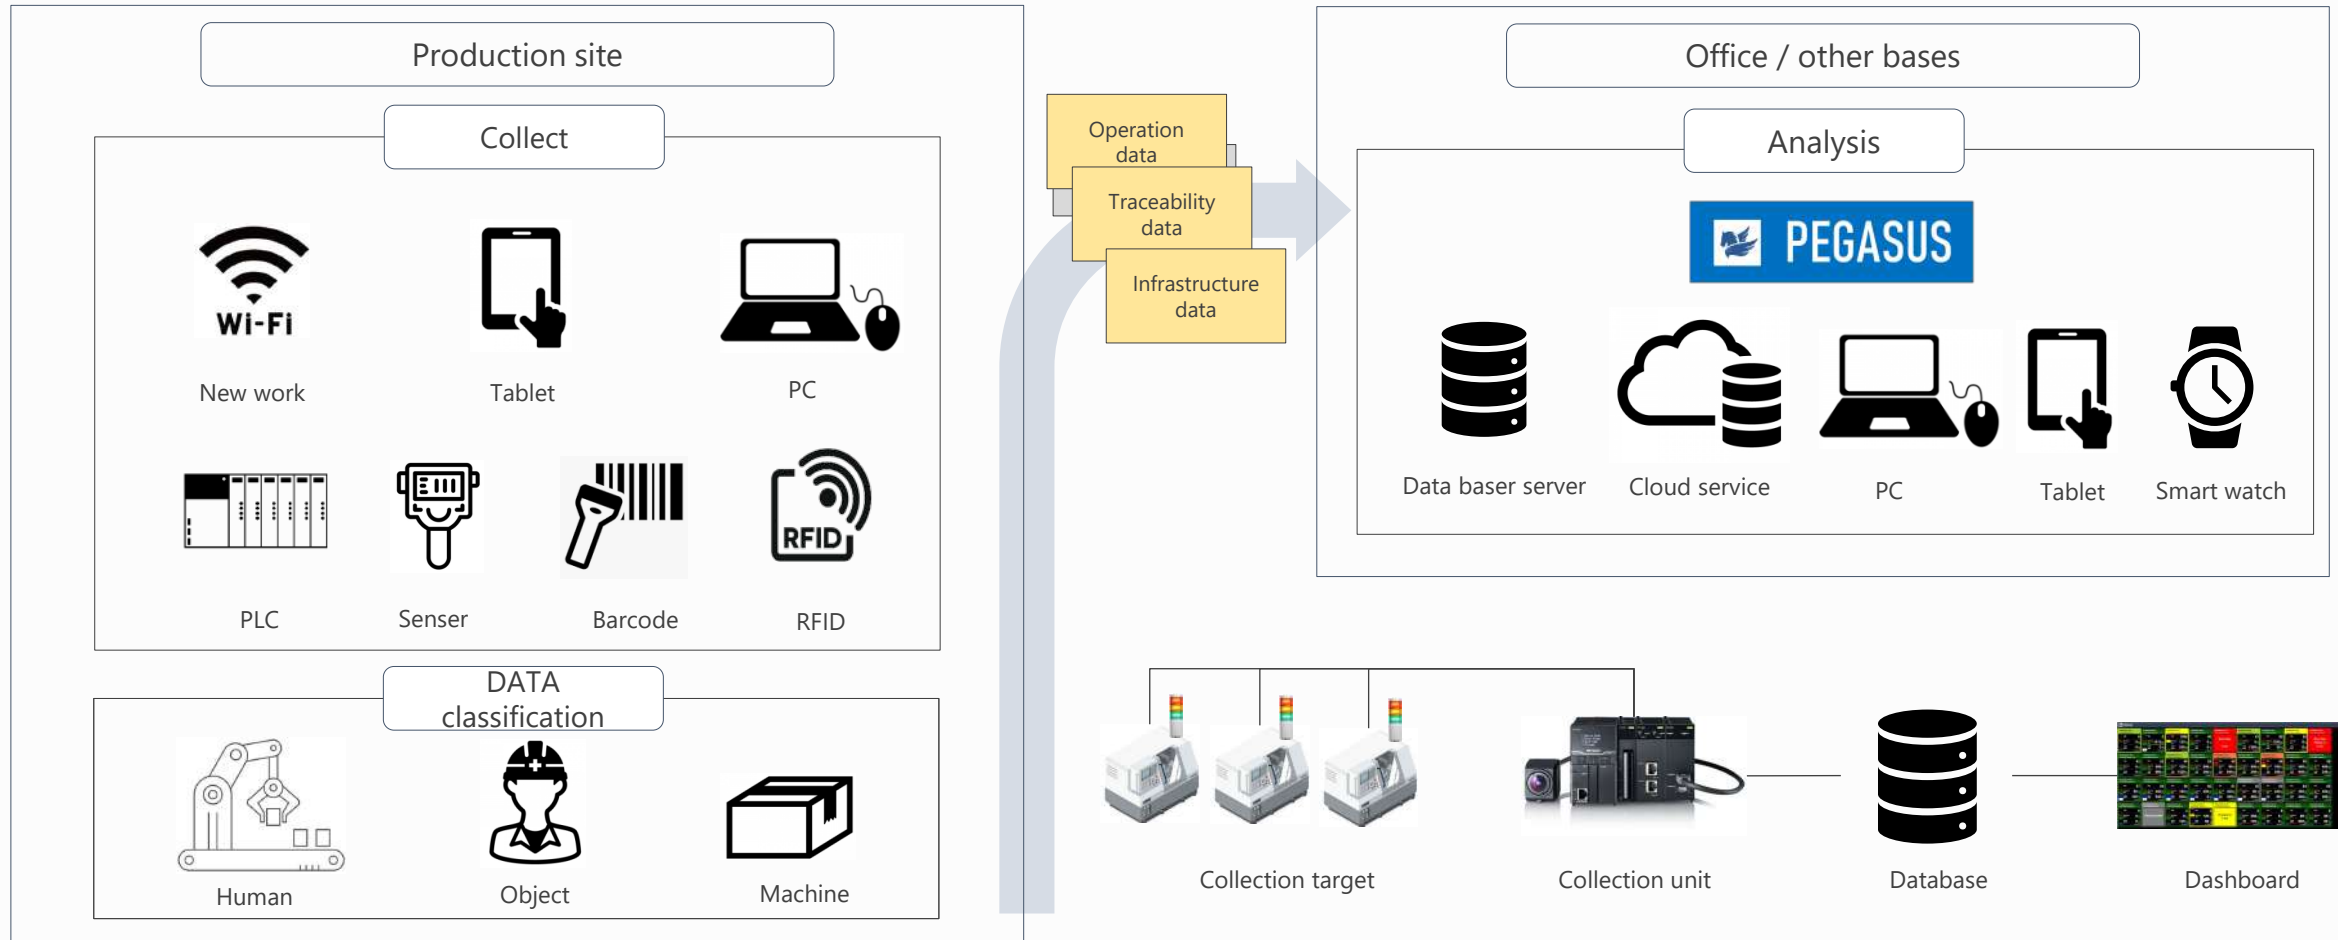 Production site
Collect
Wi-Fi
New work
Tablet
PC
RFID
PLC
Senser
Barcode
RFID
DATA
classification
Human
Object
Machine
Operation
data
Traceability
data
Infrastructure
data
Office / other bases
Analysis
PEGASUS
Data baser server
Cloud service
PC
Tablet
Smart watch
Collection target
Collection unit
Database
Dashboard